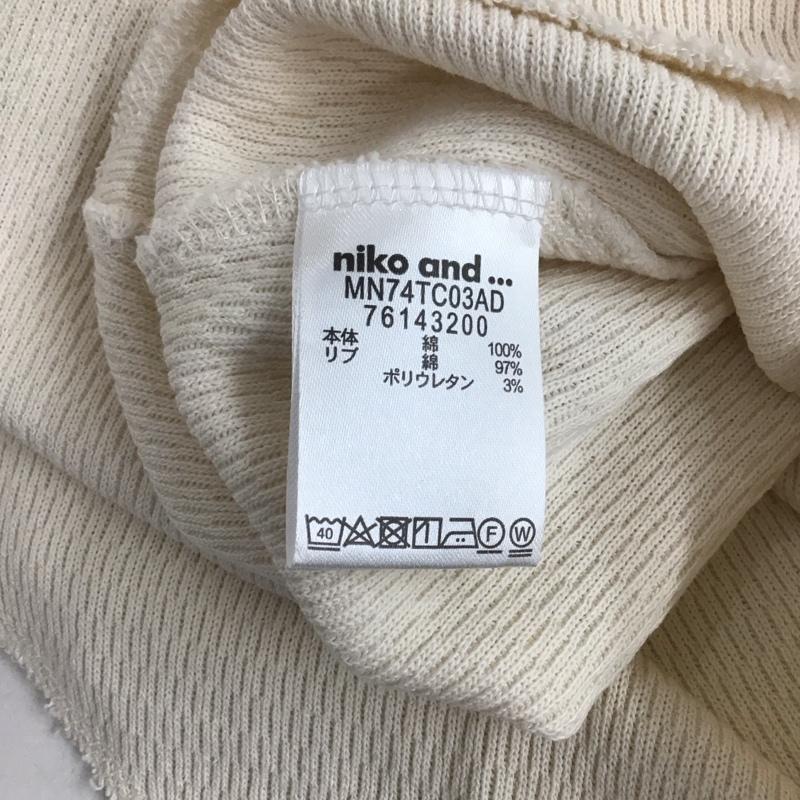 niko and ...
MN74TC03AD
76143200
本体 綿 100%
リブ 綿 97%
ポリウレタン 3%
40 F W